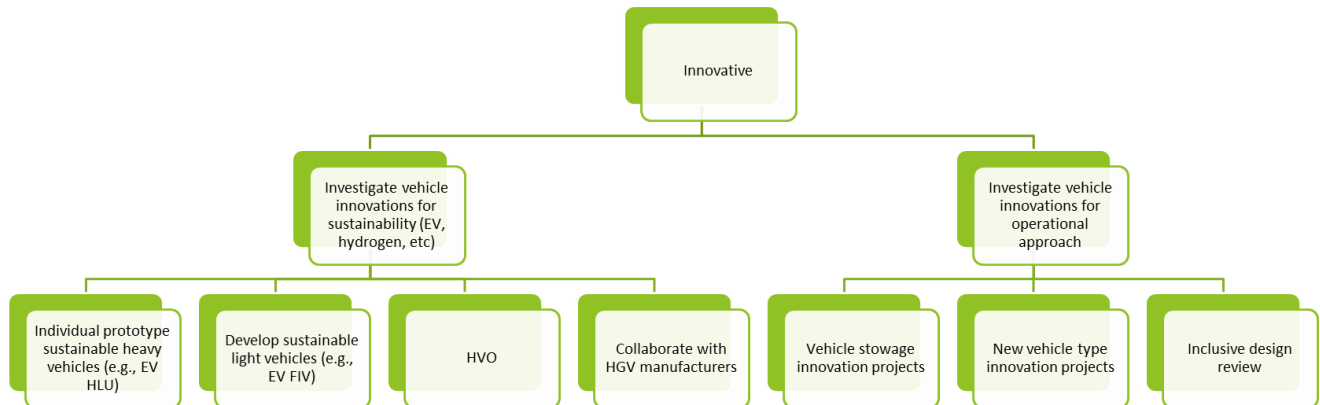 Innovative
Investigate vehicle
innovations for
sustainability (EV,
hydrogen, etc)
Investigate vehicle
innovations for
operational
approach
Individual prototype
sustainable heavy
vehicles (e.g., EV
HLU)
Develop sustainable
light vehicles (e.g.,
EV FIV)
HVO
Collaborate with
HGV manufacturers
Vehicle stowage
innovation projects
New vehicle type
innovation projects
Inclusive design
review